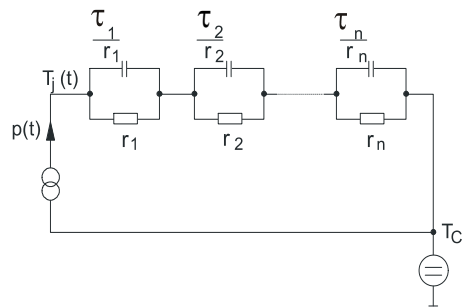 τ1/r1 τ2/r2 τn/rn
Tj (t)
p(t)
r1 r2 rn
TC